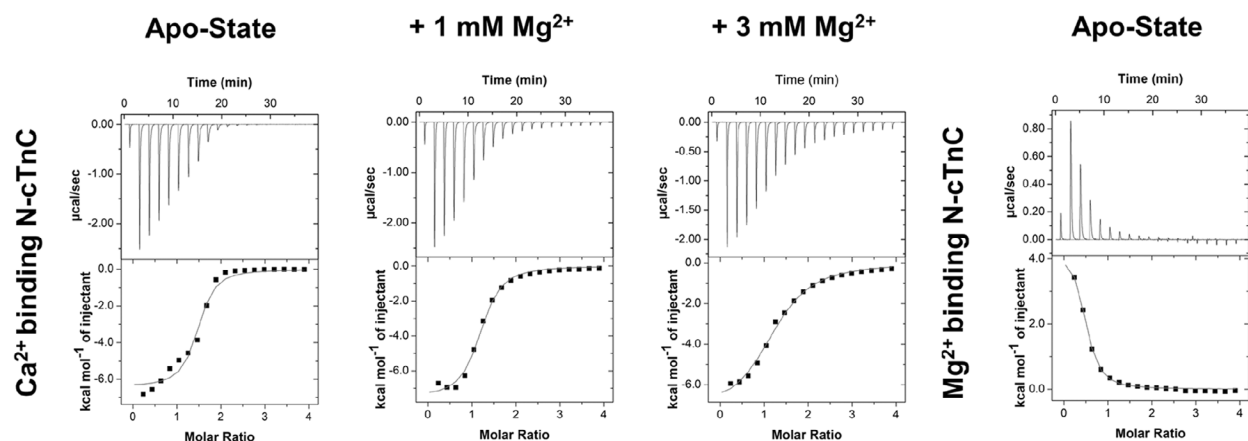 Apo-State
+ 1 mM Mg²⁺
+ 3 mM Mg²⁺
Apo-State
Ca²⁺ binding N-cTnC
Time (min)
0 10 20 30
0.00
-1.00
-2.00
µcal/sec
0.0
-2.0
-4.0
-6.0
kcal mol⁻¹ of injectant
0 1 2 3 4
Molar Ratio
Time (min)
0 10 20 30
0.00
-1.00
-2.00
µcal/sec
0.0
-2.0
-4.0
-6.0
kcal mol⁻¹ of injectant
0 1 2 3 4
Molar Ratio
Time (min)
0 10 20 30
0.00
-0.50
-1.00
-1.50
-2.00
µcal/sec
0.0
-2.0
-4.0
-6.0
kcal mol⁻¹ of injectant
0 1 2 3 4
Molar Ratio
Mg²⁺ binding N-cTnC
Time (min)
0 5 10 20 30
0.80
0.60
0.40
0.20
0.00
µcal/sec
4.0
2.0
0.0
kcal mol⁻¹ of injectant
0 1 2 3 4
Molar Ratio